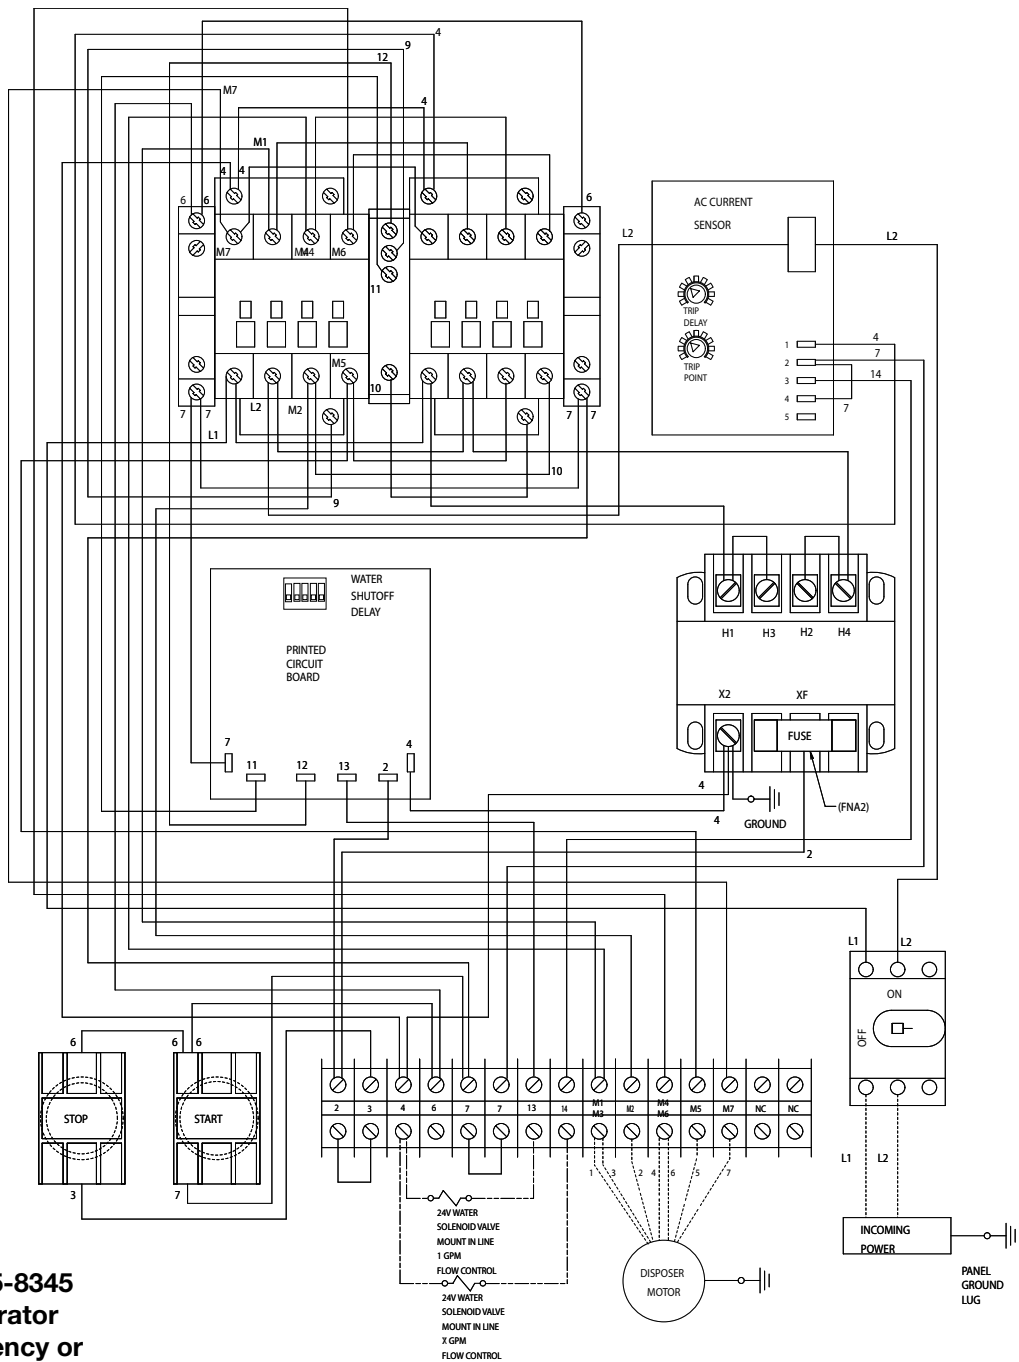 4
9
12
M7
4
M1
4
4
6
6
6
M7
M4
M6
11
M5
10
L2
M2
7
7
7
7
L1
10
9
AC CURRENT
SENSOR
L2
L2
TRIP
DELAY
TRIP
POINT
1
2
3
4
5
4
7
14
7
WATER
SHUTOFF
DELAY
PRINTED
CIRCUIT
BOARD
7
11
12
13
2
4
H1
H3
H2
H4
X2
XF
FUSE
(FNA2)
4
4
GROUND
2
L1
L2
ON
OFF
6
6
6
STOP
START
3
7
2
3
4
6
7
7
13
14
M1
M3
M2
M4
M6
M5
M7
NC
NC
1
3
2
4
6
5
7
24V WATER
SOLENOID VALVE
MOUNT IN LINE
1 GPM
FLOW CONTROL
24V WATER
SOLENOID VALVE
MOUNT IN LINE
X GPM
FLOW CONTROL
DISPOSER
MOTOR
L1
L2
INCOMING
POWER
PANEL
GROUND
LUG
-8345
rator
ency or